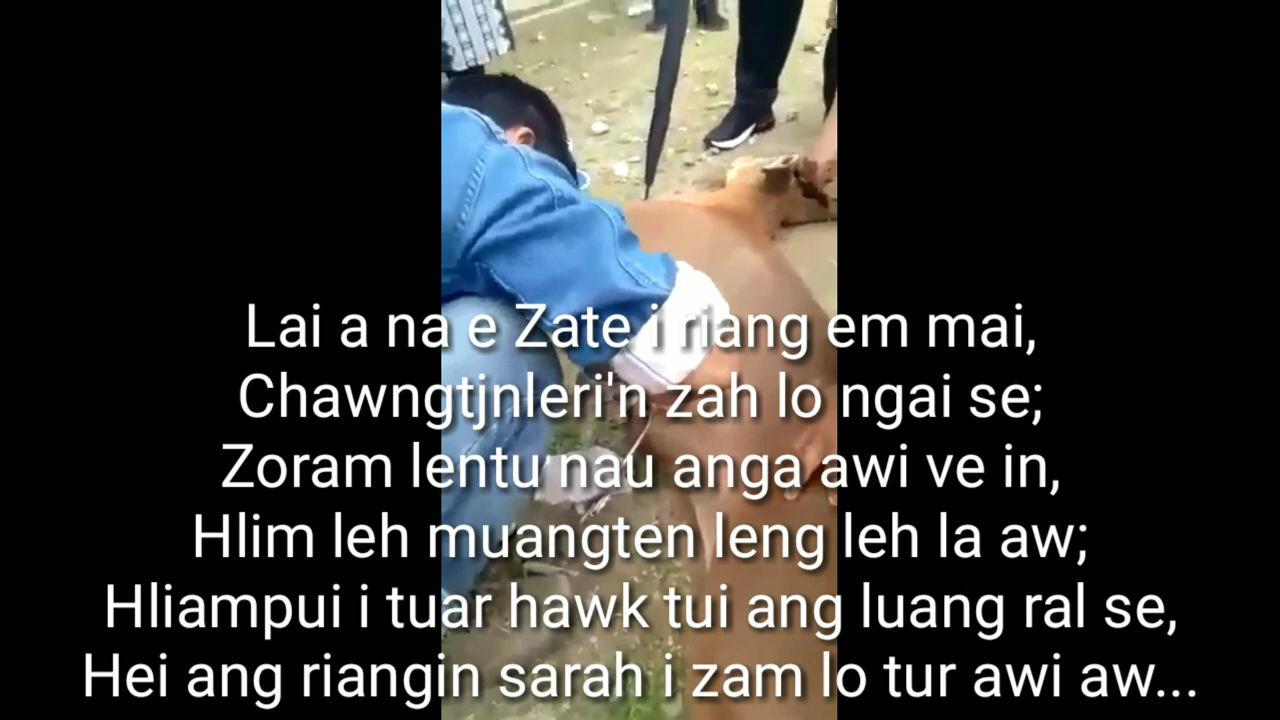 Lai a na e Zate i riang em mai,
Chawngtjnleri'n zah lo ngai se;
Zoram lentu nau anga awi ve in,
Hlim leh muangten leng leh la aw;
Hliampui i tuar hawk tui ang luang ral se,
Hei ang riangin sarah i zam lo tur awi aw...